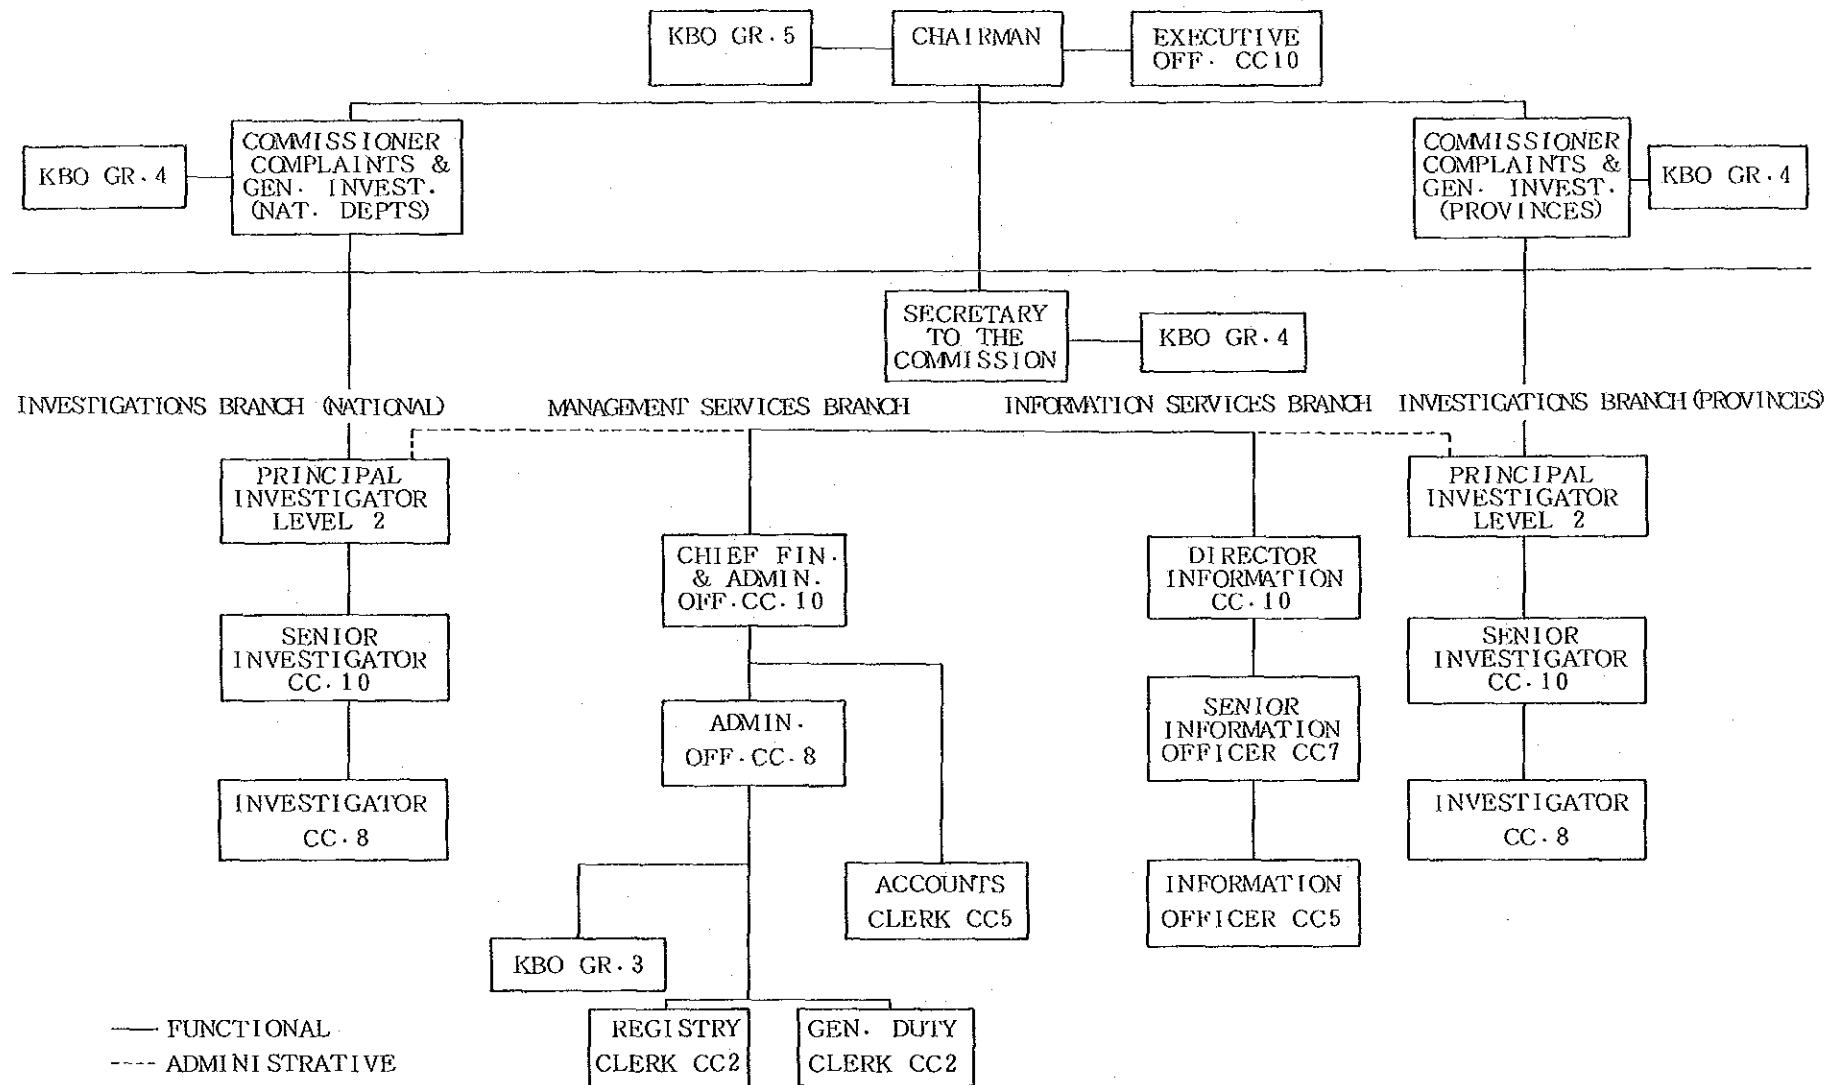 KBO GR. 5
CHAIRMAN
EXECUTIVE
OFF. CC10
KBO GR. 4
COMMISSIONER
COMPLAINTS &
GEN. INVEST.
(NAT. DEPTS)
COMMISSIONER
COMPLAINTS &
GEN. INVEST.
(PROVINCES)
KBO GR. 4
SECRETARY
TO THE
COMMISSION
KBO GR. 4
INVESTIGATIONS BRANCH (NATIONAL)
MANAGEMENT SERVICES BRANCH
INFORMATION SERVICES BRANCH
INVESTIGATIONS BRANCH (PROVINCES)
PRINCIPAL
INVESTIGATOR
LEVEL 2
PRINCIPAL
INVESTIGATOR
LEVEL 2
CHIEF FIN.
& ADMIN.
OFF. CC. 10
DIRECTOR
INFORMATION
CC. 10
SENIOR
INVESTIGATOR
CC. 10
SENIOR
INVESTIGATOR
CC. 10
ADMIN.
OFF. CC. 8
SENIOR
INFORMATION
OFFICER CC7
INVESTIGATOR
CC. 8
INVESTIGATOR
CC. 8
ACCOUNTS
CLERK CC5
INFORMATION
OFFICER CC5
KBO GR. 3
REGISTRY
CLERK CC2
GEN. DUTY
CLERK CC2
FUNCTIONAL
ADMINISTRATIVE